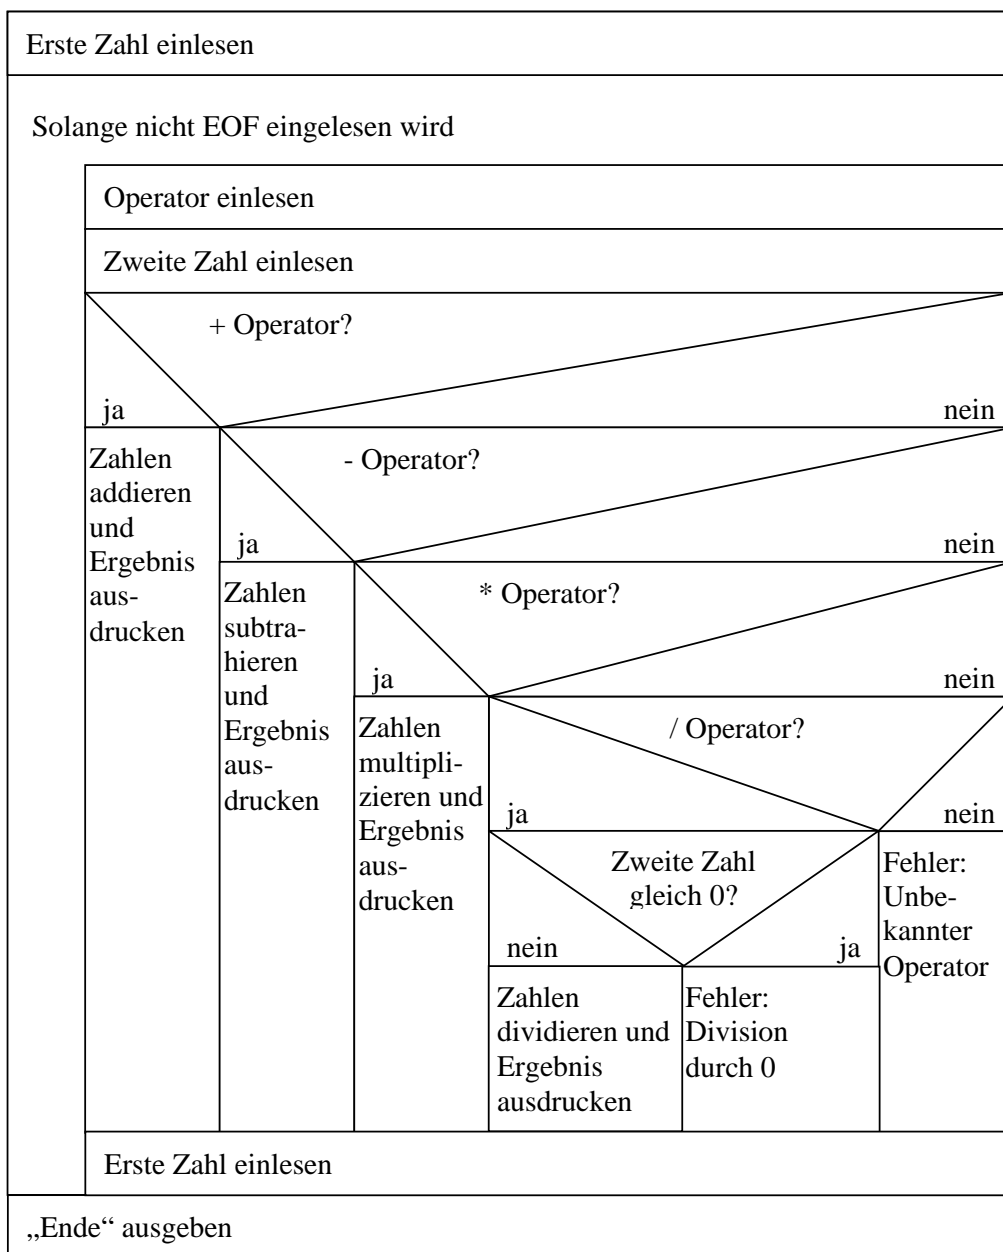 Erste Zahl einlesen
Solange nicht EOF eingelesen wird
Operator einlesen
Zweite Zahl einlesen
+ Operator?
ja
nein
Zahlen
addieren
und
Ergebnis
aus-
drucken
- Operator?
ja
nein
Zahlen
subtra-
hieren
und
Ergebnis
aus-
drucken
* Operator?
ja
nein
Zahlen
multipli-
zieren und
Ergebnis
aus-
drucken
/ Operator?
ja
nein
Zweite Zahl
gleich 0?
nein
ja
Zahlen
dividieren und
Ergebnis
ausdrucken
Fehler:
Division
durch 0
Fehler:
Unbe-
kannter
Operator
Erste Zahl einlesen
„Ende“ ausgeben